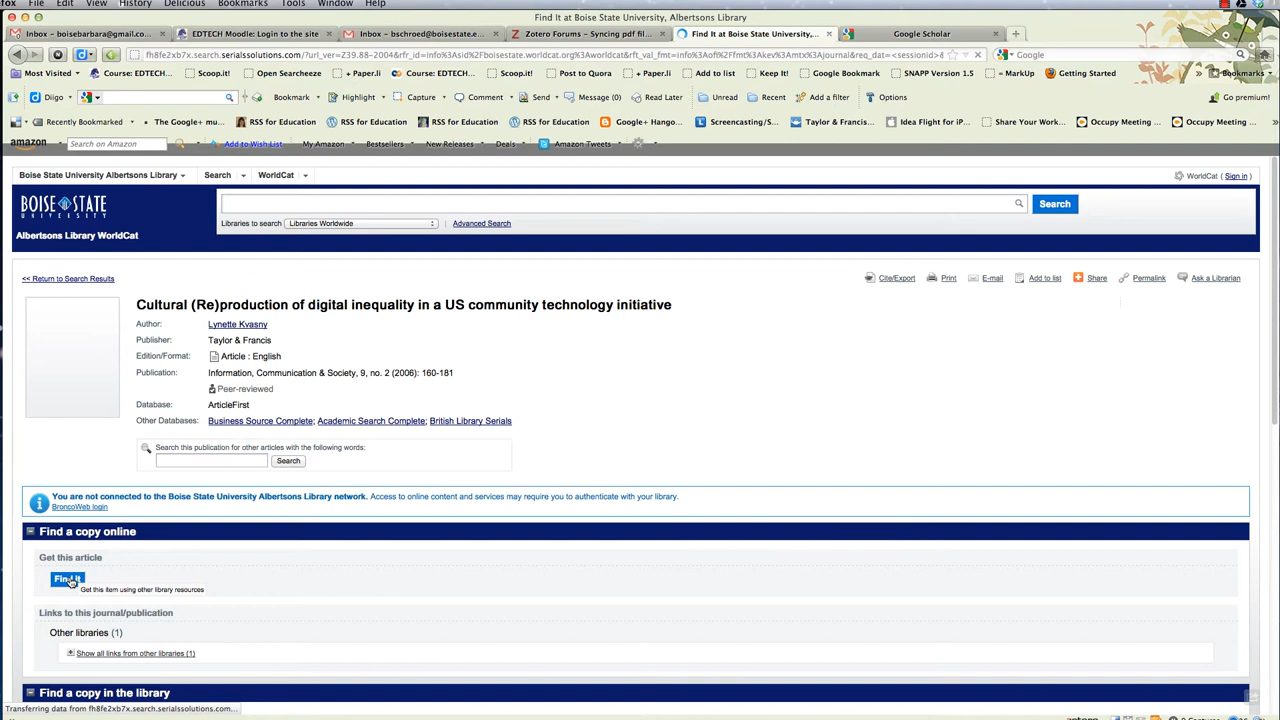 fox File Edit View History Delicious Bookmarks Tools Window Help
Find It at Boise State University, Albertsons Library
Inbox – boisebarbara@gmail.co... EDTECH Moodle: Login to the site Inbox – bschroed@boisestate.e... Zotero Forums – Syncing pdf fil... Find It at Boise State University,... Google Scholar
fh8fe2xb7x.search.serialssolutions.com/?url_ver=Z39.88-2004&rfr_id=info%3Asid%2Fboisestate.worldcat.org%3Aworldcat&rft_val_fmt=info%3Aofi%2Ffmt%3Akev%3Amtx%3Ajournal&req_dat=<sessionid>& Google
Most Visited Course: EDTECH... Scoop.it! Open Searcheeze + Paper.li Course: EDTEC... Scoop.it! Post to Quora + Paper.li Add to list Keep It! Google Bookmark SNAPP Version 1.5 — MarkUp Getting Started Bookmarks
Diigo Bookmark Highlight Capture Comment Send Message (0) Read Later Unread Recent Add a filter Options Go premium!
Recently Bookmarked The Google+ mu... RSS for Education RSS for Education RSS for Education RSS for Education Google+ Hango... Screencasting/S... Taylor & Francis... Idea Flight for iP... Share Your Work... Occupy Meeting ... Occupy Meeting ...
amazon Search on Amazon Add to Wish List My Amazon Bestsellers New Releases Deals Amazon Tweets
Boise State University Albertsons Library Search WorldCat WorldCat ( Sign in )
BOISE STATE
UNIVERSITY
Search
Libraries to search Libraries Worldwide Advanced Search
Albertsons Library WorldCat
<< Return to Search Results Cite/Export Print E-mail Add to list Share Permalink Ask a Librarian
Cultural (Re)production of digital inequality in a US community technology initiative
Author: Lynette Kvasny
Publisher: Taylor & Francis
Edition/Format: Article : English
Publication: Information, Communication & Society, 9, no. 2 (2006): 160-181
Peer-reviewed
Database: ArticleFirst
Other Databases: Business Source Complete; Academic Search Complete; British Library Serials
Search this publication for other articles with the following words:
Search
You are not connected to the Boise State University Albertsons Library network. Access to online content and services may require you to authenticate with your library.
BroncoWeb login
Find a copy online
Get this article
Find It
Get this item using other library resources
Links to this journal/publication
Other libraries (1)
Show all links from other libraries (1)
Find a copy in the library
Transferring data from fh8fe2xb7x.search.serialssolutions.com...
zotero